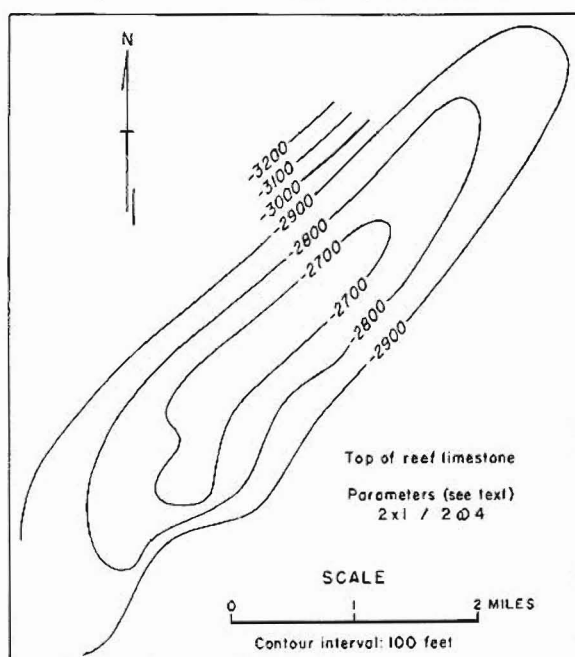 N
-3200
-3100
-3000
-2900
-2800
-2700
-2700
-2800
-2900
Top of reef limestone
Parameters (see text)
2x1 / 2@4
SCALE
0 1 2 MILES
Contour interval: 100 feet